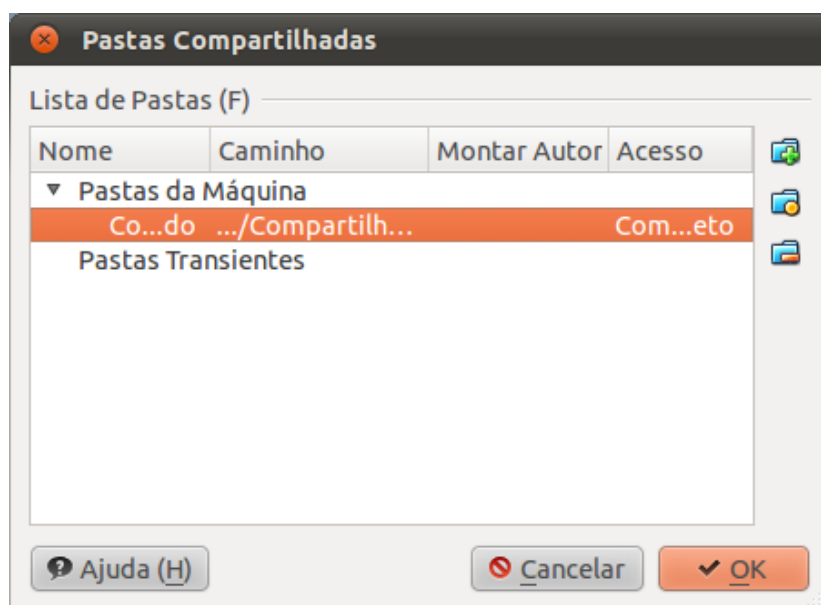 Pastas Compartilhadas
Lista de Pastas (F)
Nome Caminho Montar Autor Acesso
Pastas da Máquina
Co...do .../Compartilh... Com...eto
Pastas Transientes
Ajuda (H) Cancelar OK